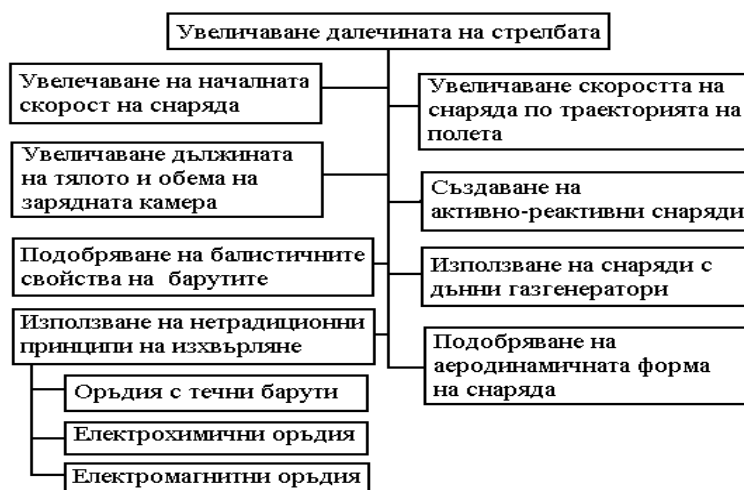 Увеличаване далечината на стрелбата
Увелечаване на началната
скорост на снаряда
Увеличаване дължината
на тялото и обема на
зарядната камера
Подобряване на балистичните
свойства на барутите
Използване на нетрадиционни
принципи на изхвърляне
Оръдия с течни барути
Електрохимични оръдия
Електромагнитни оръдия
Увеличаване скоростта на
снаряда по траекторията на
полета
Създаване на
активно-реактивни снаряди
Използване на снаряди с
дънни газгенератори
Подобряване на
аеродинамичната форма
на снаряда